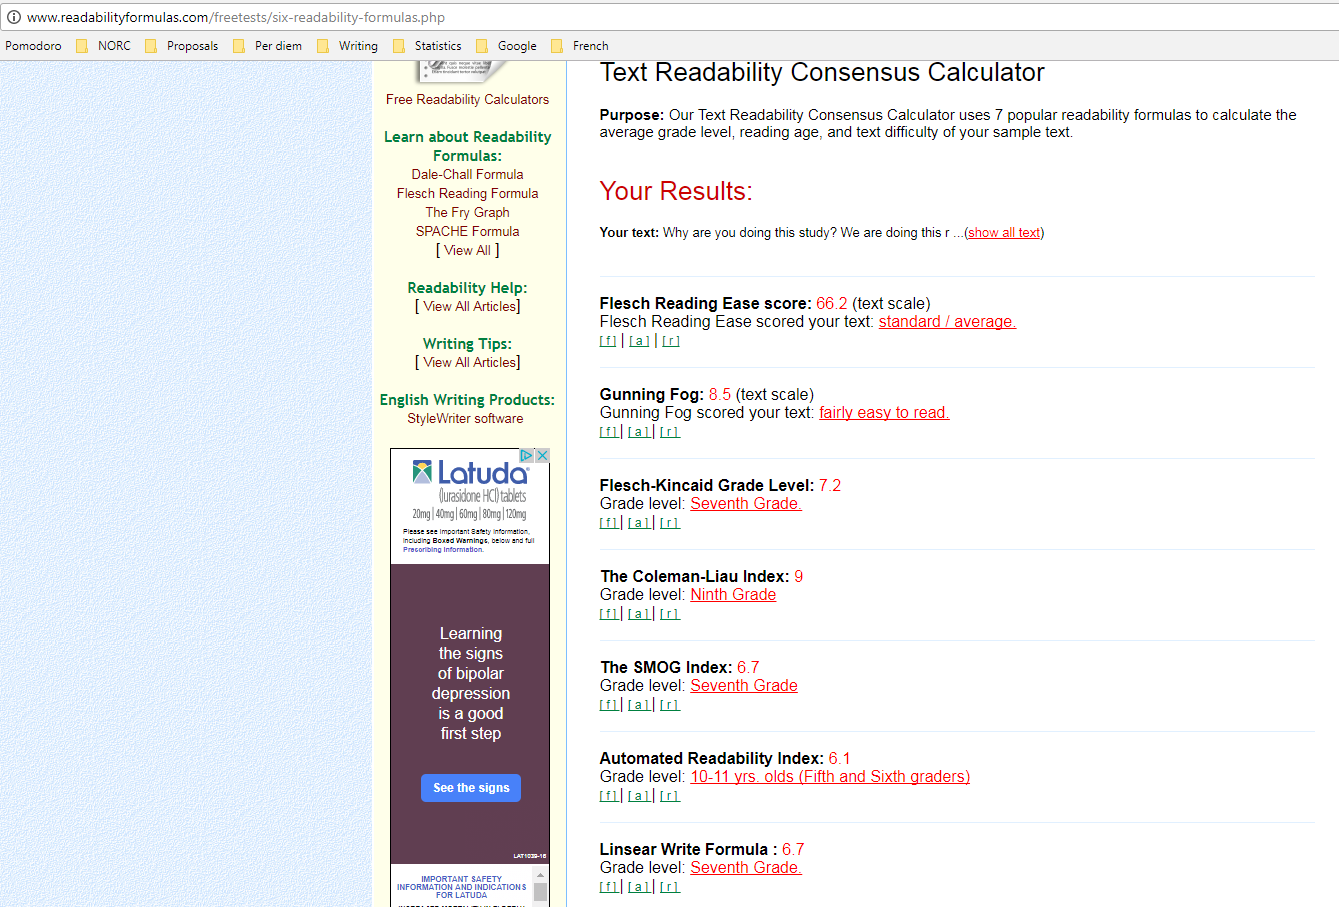 www.readabilityformulas.com/freetests/six-readability-formulas.php
Pomodoro NORC Proposals Per diem Writing Statistics Google French
Free Readability Calculators
Learn about Readability
Formulas:
Dale-Chall Formula
Flesch Reading Formula
The Fry Graph
SPACHE Formula
[ View All ]
Readability Help:
[ View All Articles]
Writing Tips:
[ View All Articles]
English Writing Products:
StyleWriter software
Latuda
(lurasidone HCl) tablets
20mg | 40mg | 60mg | 80mg | 120mg
Please see Important Safety Information,
including Boxed Warnings, below and full
Prescribing Information.
Learning
the signs
of bipolar
depression
is a good
first step
See the signs
LAT1039-16
IMPORTANT SAFETY
INFORMATION AND INDICATIONS
FOR LATUDA
Text Readability Consensus Calculator
Purpose: Our Text Readability Consensus Calculator uses 7 popular readability formulas to calculate the
average grade level, reading age, and text difficulty of your sample text.
Your Results:
Your text: Why are you doing this study? We are doing this r ...(show all text)
Flesch Reading Ease score: 66.2 (text scale)
Flesch Reading Ease scored your text: standard / average.
[ f ] | [ a ] | [ r ]
Gunning Fog: 8.5 (text scale)
Gunning Fog scored your text: fairly easy to read.
[ f ] | [ a ] | [ r ]
Flesch-Kincaid Grade Level: 7.2
Grade level: Seventh Grade.
[ f ] | [ a ] | [ r ]
The Coleman-Liau Index: 9
Grade level: Ninth Grade
[ f ] | [ a ] | [ r ]
The SMOG Index: 6.7
Grade level: Seventh Grade
[ f ] | [ a ] | [ r ]
Automated Readability Index: 6.1
Grade level: 10-11 yrs. olds (Fifth and Sixth graders)
[ f ] | [ a ] | [ r ]
Linsear Write Formula : 6.7
Grade level: Seventh Grade.
[ f ] | [ a ] | [ r ]